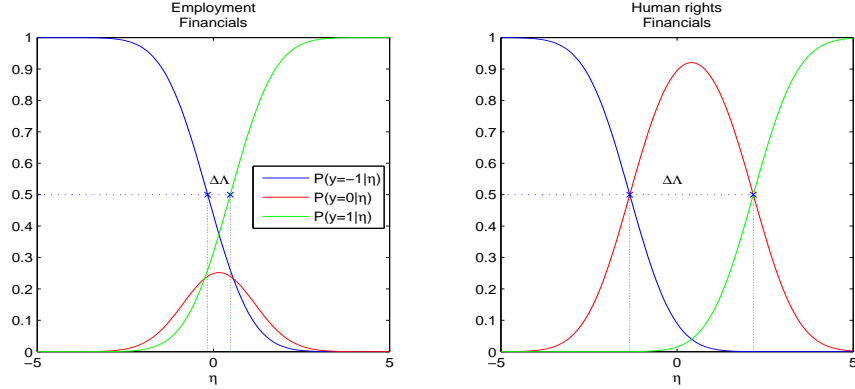 Employment
Financials
1
0.9
0.8
0.7
0.6
0.5
0.4
0.3
0.2
0.1
0
−5
0
5
η
ΔΛ
P(y=−1|η)
P(y=0|η)
P(y=1|η)
Human rights
Financials
1
0.9
0.8
0.7
0.6
0.5
0.4
0.3
0.2
0.1
0
−5
0
5
η
ΔΛ